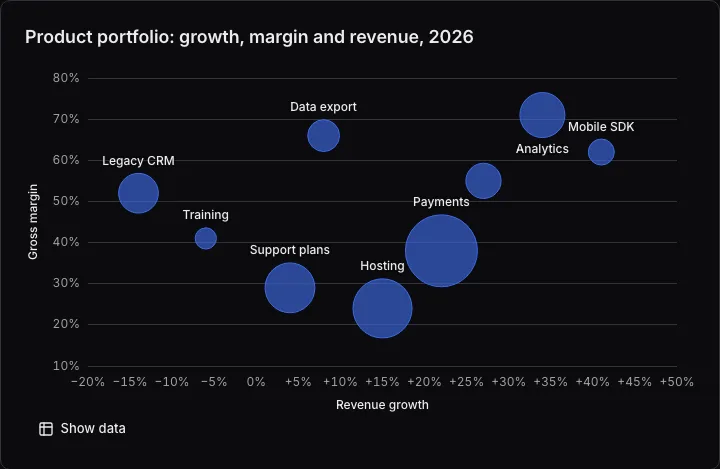 Product portfolio: growth, margin and revenue, 2026
80%
70%
60%
50%
40%
30%
20%
10%
Gross margin
Data export
Mobile SDK
Analytics
Legacy CRM
Training
Payments
Support plans
Hosting
−20% −15% −10% −5% 0% +5% +10% +15% +20% +25% +30% +35% +40% +45% +50%
Revenue growth
Show data